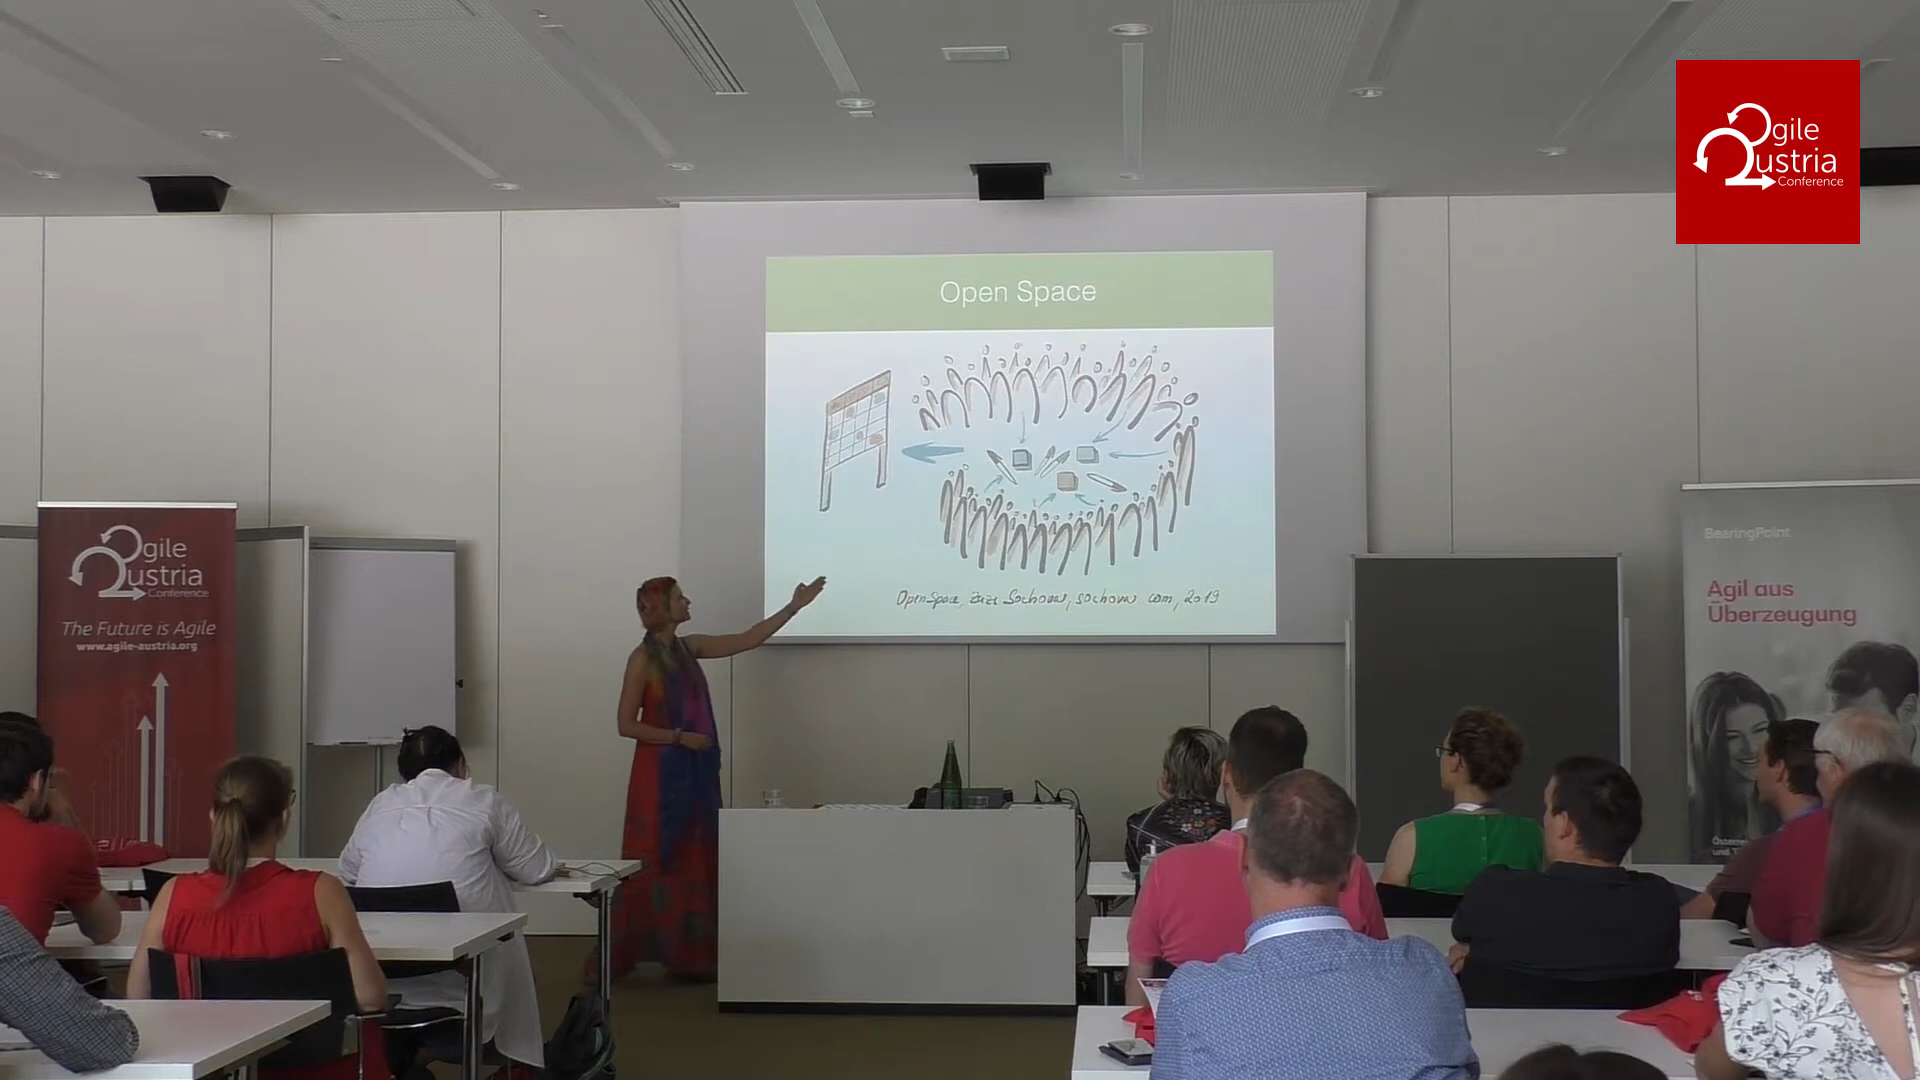 Agile
Austria
Conference
Open Space
OpenSpace, Zuzi Sochova, sochova.com, 2019
Agile
Austria
Conference
The Future is Agile
www.agile-austria.org
BearingPoint
Agil aus
Überzeugung